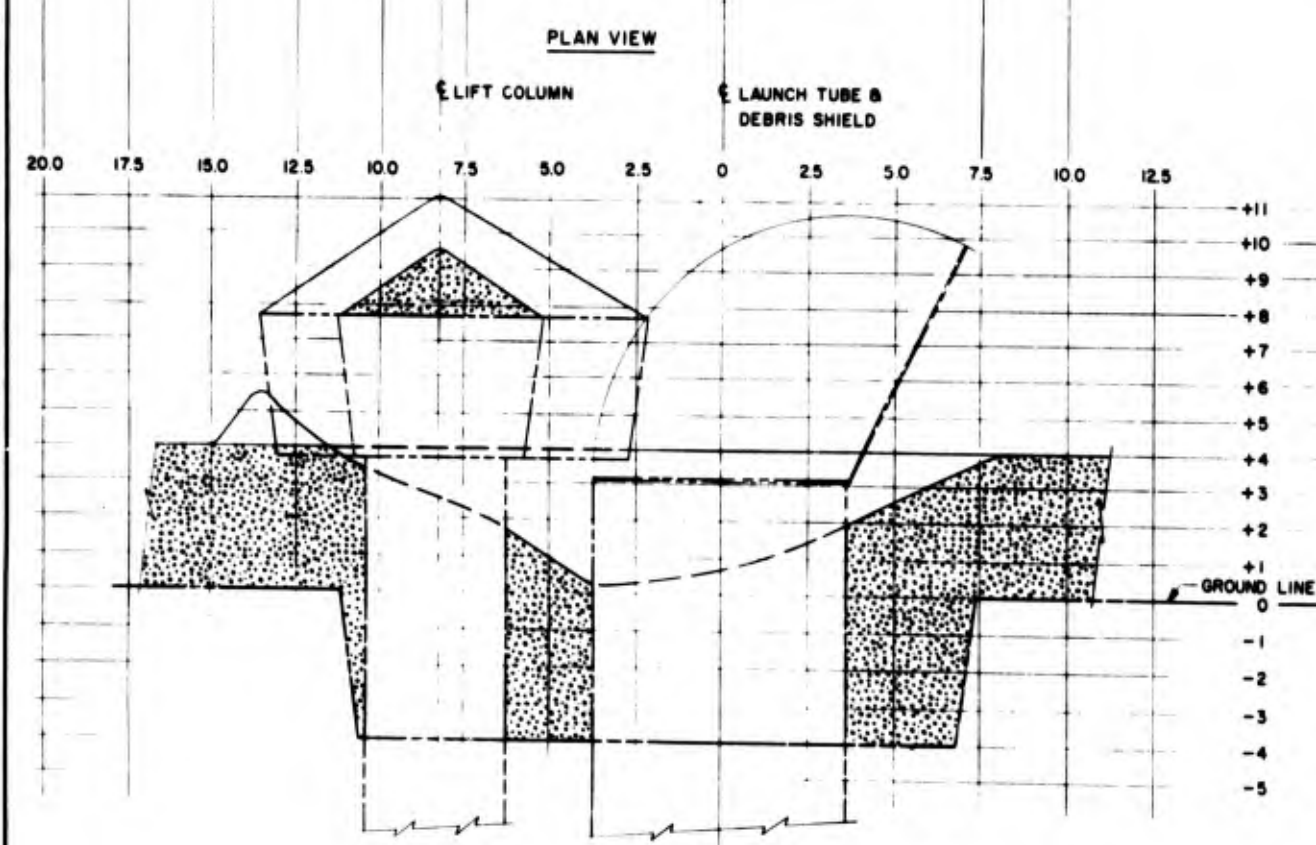 PLAN VIEW
℄ LIFT COLUMN
℄ LAUNCH TUBE &
DEBRIS SHIELD
20.0 17.5 15.0 12.5 10.0 7.5 5.0 2.5 0 2.5 5.0 7.5 10.0 12.5
+11
+10
+9
+8
+7
+6
+5
+4
+3
+2
+1
GROUND LINE
0
-1
-2
-3
-4
-5